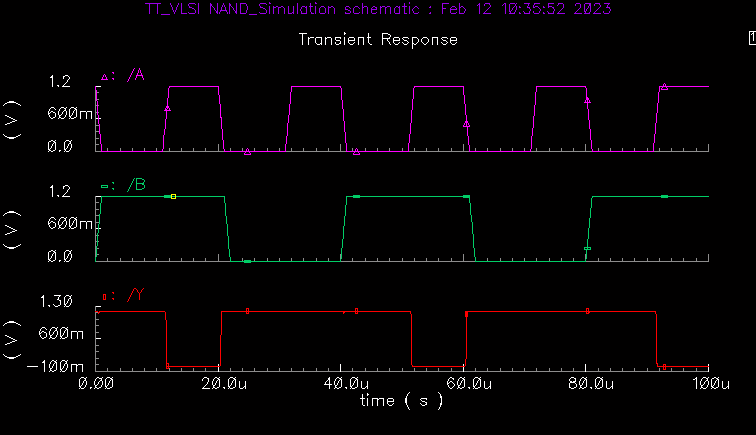 TT_VLSI NAND_Simulation schematic : Feb 12 10:35:52 2023
Transient Response
: /A
1.2
600m
0.0
(V)
: /B
1.2
600m
0.0
(V)
: /Y
1.30
600m
-100m
(V)
0.00 20.0u 40.0u 60.0u 80.0u 100u
time ( s )